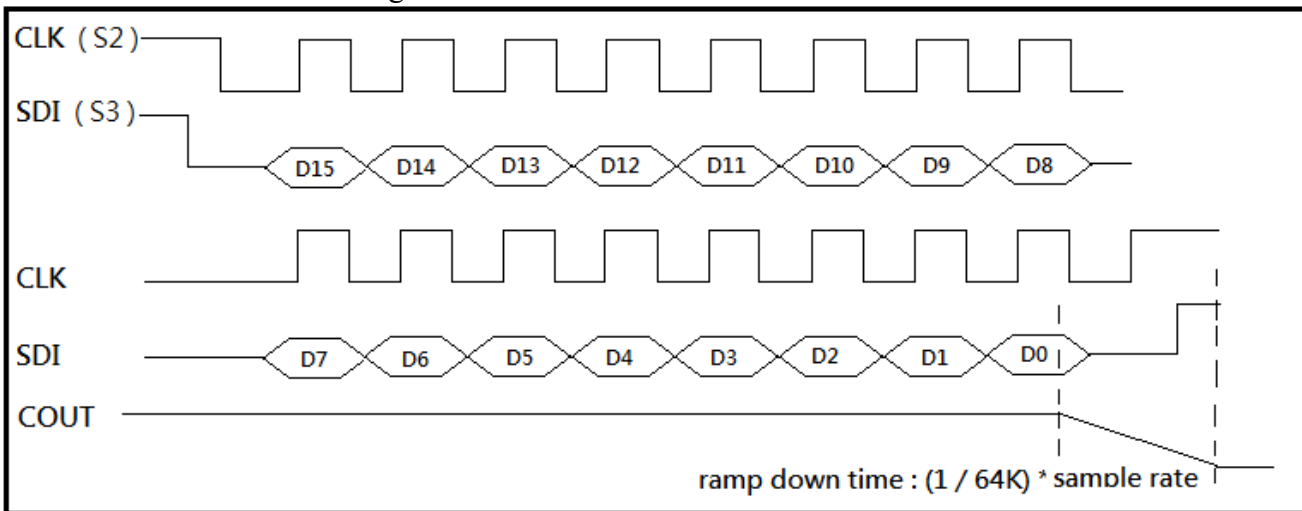 CLK ( S2 )
SDI ( S3 )
D15 D14 D13 D12 D11 D10 D9 D8
CLK
SDI
D7 D6 D5 D4 D3 D2 D1 D0
COUT
ramp down time : (1 / 64K) * sample rate